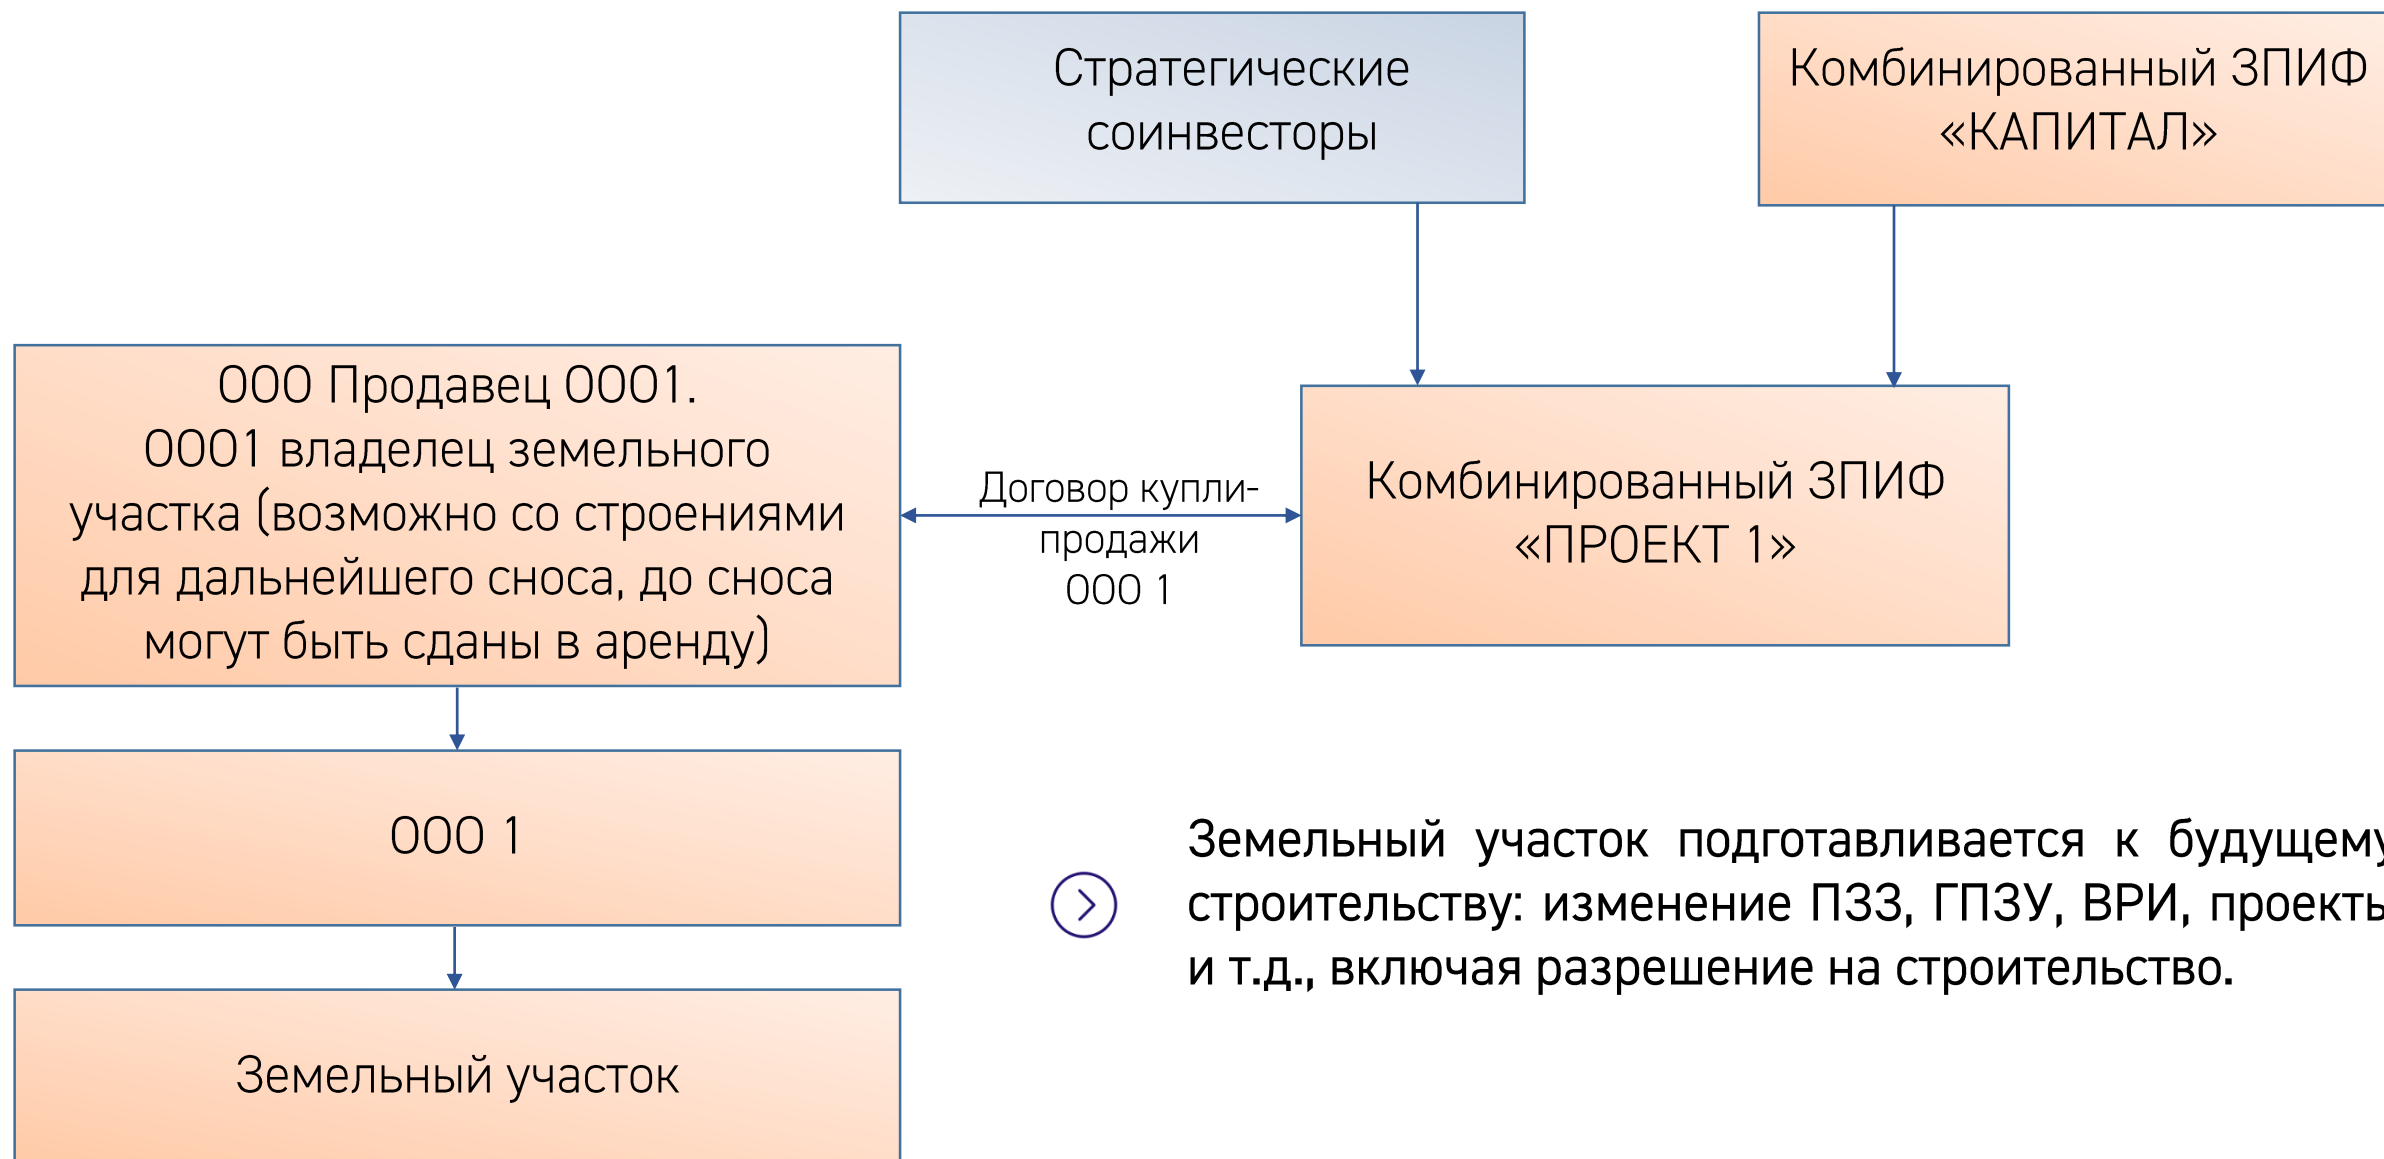 Стратегические
соинвесторы
Комбинированный ЗПИФ
«КАПИТАЛ»
ООО Продавец ООО1.
ООО1 владелец земельного
участка (возможно со строениями
для дальнейшего сноса, до сноса
могут быть сданы в аренду)
Договор купли-
продажи
ООО 1
Комбинированный ЗПИФ
«ПРОЕКТ 1»
ООО 1
Земельный участок подготавливается к будущему
строительству: изменение ПЗЗ, ГПЗУ, ВРИ, проекты
и т.д., включая разрешение на строительство.
Земельный участок